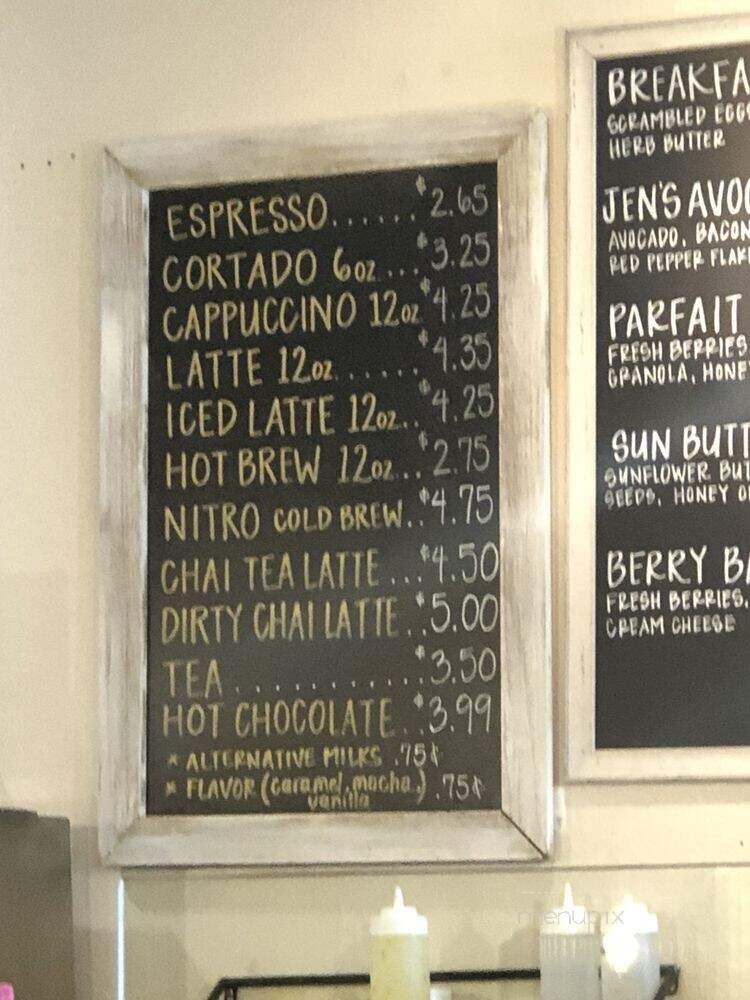 ESPRESSO......$2.65
CORTADO 6oz...$3.25
CAPPUCCINO 12oz $4.25
LATTE 12oz......$4.35
ICED LATTE 12oz..$4.25
HOT BREW 12oz...$2.75
NITRO COLD BREW..$4.75
CHAI TEA LATTE...$4.50
DIRTY CHAI LATTE..$5.00
TEA...........$3.50
HOT CHOCOLATE..$3.99
* ALTERNATIVE MILKS .75¢
* FLAVOR (caramel, mocha, vanilla) .75¢
BREAKFA
SCRAMBLED EGG
HERB BUTTER
JEN'S AVOC
AVOCADO, BACON
RED PEPPER FLAK
PARFAIT
FRESH BERRIES
GRANOLA, HONEY
SUN BUTT
SUNFLOWER BUT
SEEDS, HONEY O
BERRY BA
FRESH BERRIES,
CREAM CHEESE
menupix